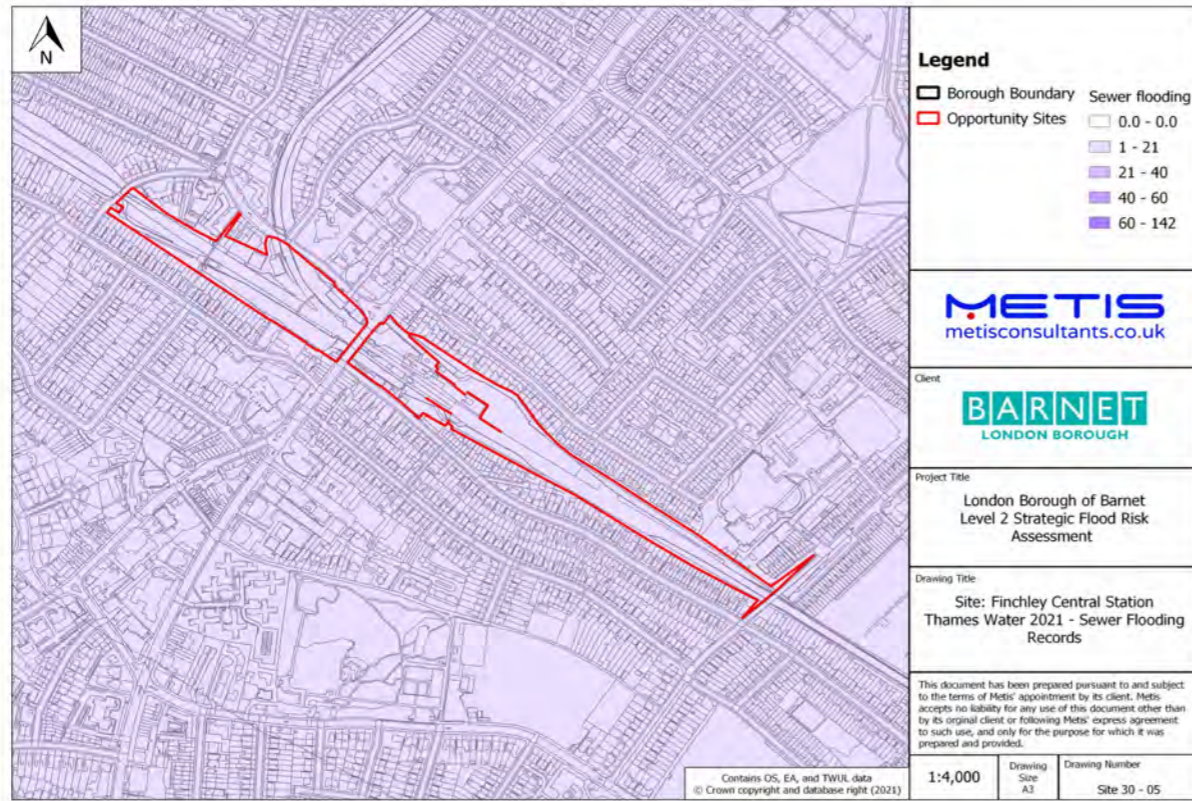 N
Legend
Borough Boundary
Opportunity Sites
Sewer flooding
0.0 - 0.0
1 - 21
21 - 40
40 - 60
60 - 142
METIS
metisconsultants.co.uk
Client
BARNET
LONDON BOROUGH
Project Title
London Borough of Barnet
Level 2 Strategic Flood Risk
Assessment
Drawing Title
Site: Finchley Central Station
Thames Water 2021 - Sewer Flooding
Records
This document has been prepared pursuant to and subject
to the terms of Metis' appointment by its client. Metis
accepts no liability for any use of this document other than
by its orginal client or following Metis' express agreement
to such use, and only for the purpose for which it was
prepared and provided.
Contains OS, EA, and TWUL data
© Crown copyright and database right (2021)
1:4,000
Drawing
Size
A3
Drawing Number
Site 30 - 05